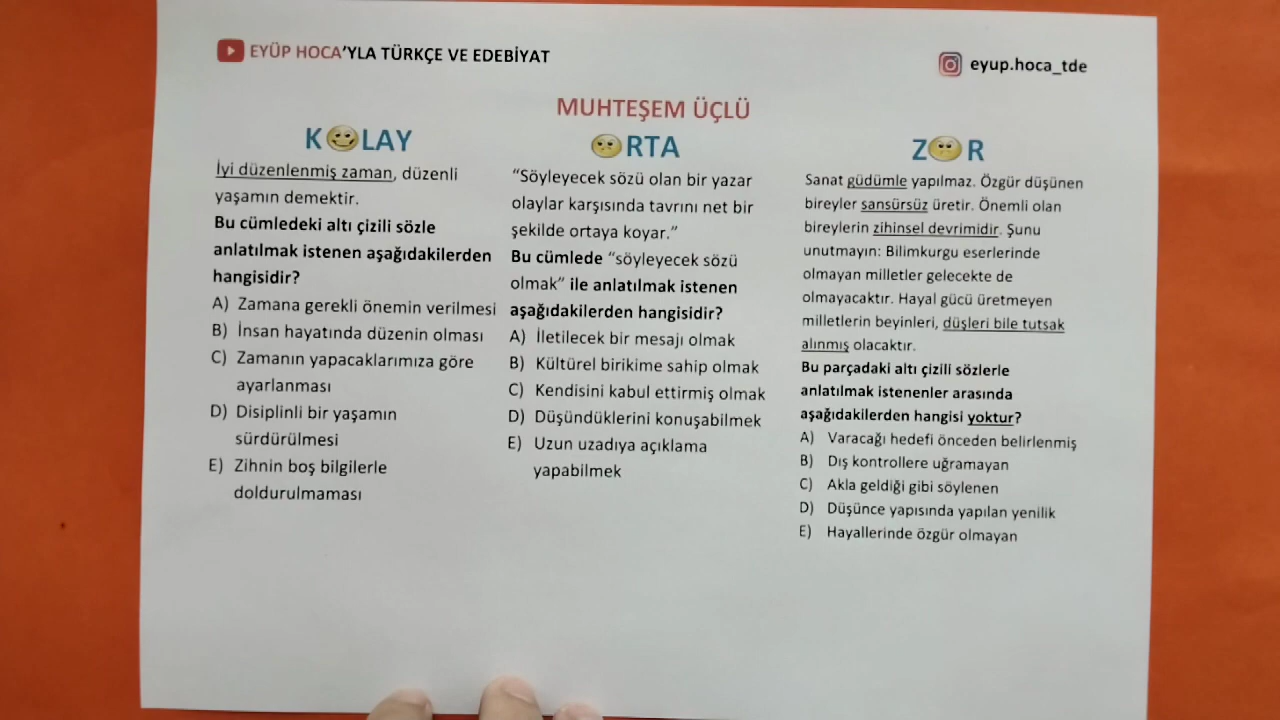 EYÜP HOCA'YLA TÜRKÇE VE EDEBİYAT
eyup.hoca_tde
MUHTEŞEM ÜÇLÜ
K😊LAY
İyi düzenlenmiş zaman, düzenli
yaşamın demektir.
Bu cümledeki altı çizili sözle
anlatılmak istenen aşağıdakilerden
hangisidir?
A) Zamana gerekli önemin verilmesi
B) İnsan hayatında düzenin olması
C) Zamanın yapacaklarımıza göre
ayarlanması
D) Disiplinli bir yaşamın
sürdürülmesi
E) Zihnin boş bilgilerle
doldurulmaması
ORTA
"Söyleyecek sözü olan bir yazar
olaylar karşısında tavrını net bir
şekilde ortaya koyar."
Bu cümlede "söyleyecek sözü
olmak" ile anlatılmak istenen
aşağıdakilerden hangisidir?
A) İletilecek bir mesajı olmak
B) Kültürel birikime sahip olmak
C) Kendisini kabul ettirmiş olmak
D) Düşündüklerini konuşabilmek
E) Uzun uzadıya açıklama
yapabilmek
ZOR
Sanat güdümle yapılmaz. Özgür düşünen
bireyler sansürsüz üretir. Önemli olan
bireylerin zihinsel devrimidir. Şunu
unutmayın: Bilimkurgu eserlerinde
olmayan milletler gelecekte de
olmayacaktır. Hayal gücü üretmeyen
milletlerin beyinleri, düşleri bile tutsak
alınmış olacaktır.
Bu parçadaki altı çizili sözlerle
anlatılmak istenenler arasında
aşağıdakilerden hangisi yoktur?
A) Varacağı hedefi önceden belirlenmiş
B) Dış kontrollere uğramayan
C) Akla geldiği gibi söylenen
D) Düşünce yapısında yapılan yenilik
E) Hayallerinde özgür olmayan